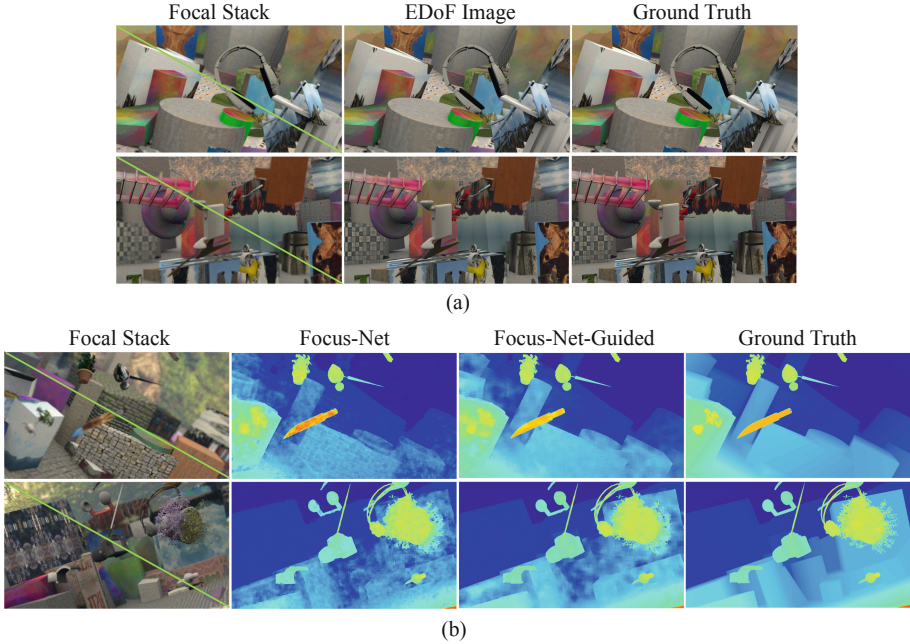 Focal Stack EDoF Image Ground Truth
(a)
Focal Stack Focus-Net Focus-Net-Guided Ground Truth
(b)